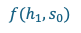 f(h₁, s₀)